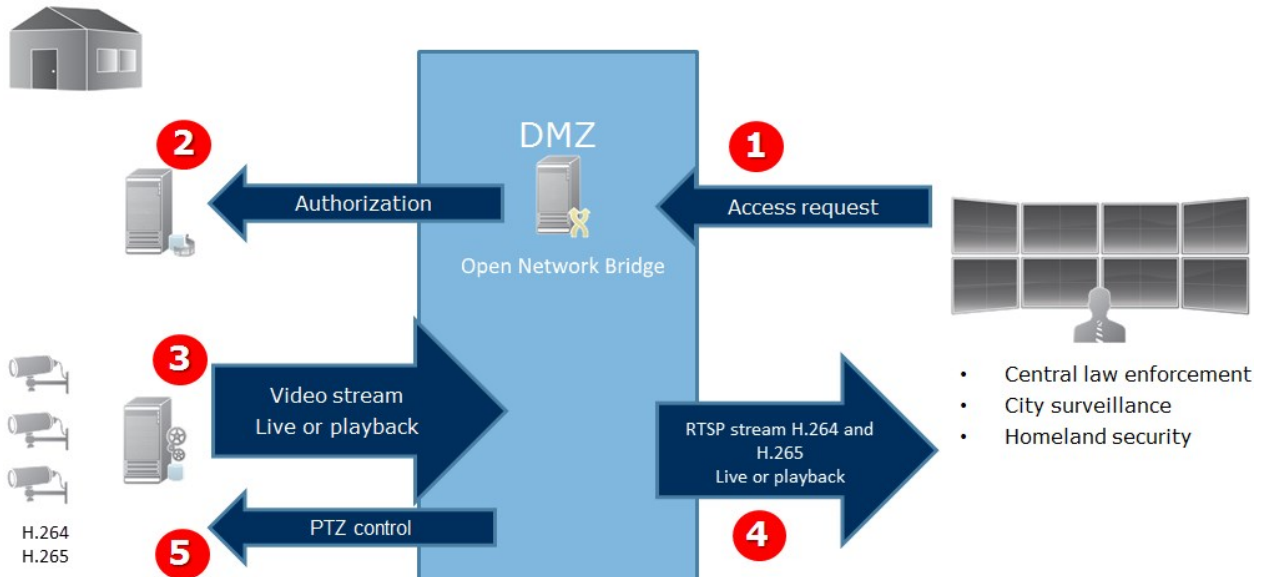 2
DMZ
1
Authorization
Access request
Open Network Bridge
3
Video stream
Live or playback
RTSP stream H.264 and
H.265
Live or playback
• Central law enforcement
• City surveillance
• Homeland security
H.264
H.265
5
PTZ control
4